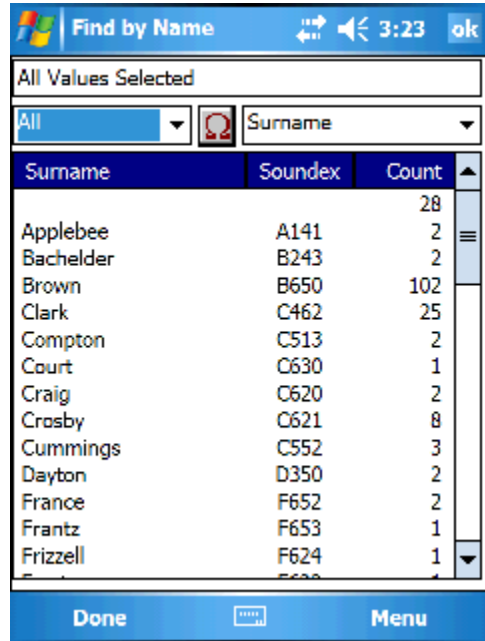 Find by Name 3:23 ok
All Values Selected
All Ω Surname
Surname Soundex Count
28
Applebee A141 2
Bachelder B243 2
Brown B650 102
Clark C462 25
Compton C513 2
Court C630 1
Craig C620 2
Crosby C621 8
Cummings C552 3
Dayton D350 2
France F652 2
Frantz F653 1
Frizzell F624 1
Done Menu